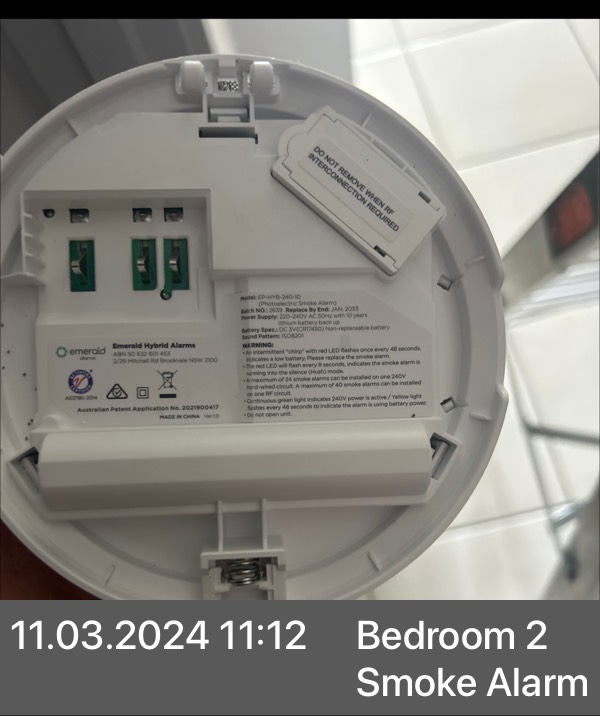 DO NOT REMOVE WHEN RF
INTERCONNECTION REQUIRED
Model: EP-HYB-240-10
(Photoelectric Smoke Alarm)
Batch NO.: 2639 Replace By End: JAN. 2033
Power Supply: 220-240V AC 50Hz with 10 years
lithium battery back up
Battery Spec.: DC 3V(CR17450) Non-replaceable battery
Sound Pattern: ISO8201
WARNING:
• An intermittent "chirp" with red LED flashes once every 48 seconds,
indicates a low battery. Please replace the smoke alarm.
• The red LED will flash every 8 seconds, indicates the smoke alarm is
running into the silence (Hush) mode.
• A maximum of 24 smoke alarms can be installed on one 240V
hard-wired circuit. A maximum of 40 smoke alarms can be installed
on one RF circuit.
• Continuous green light indicates 240V power is active / Yellow light
flashes every 48 seconds to indicate the alarm is using battery power.
• Do not open unit.
emerald
alarms
Emerald Hybrid Alarms
ABN 50 632 601 453
2/29 Mitchell Rd Brookvale NSW 2100
AS3786: 2014
Australian Patent Application No. 2021900417
MADE IN CHINA Ver:1.0
11.03.2024 11:12
Bedroom 2
Smoke Alarm